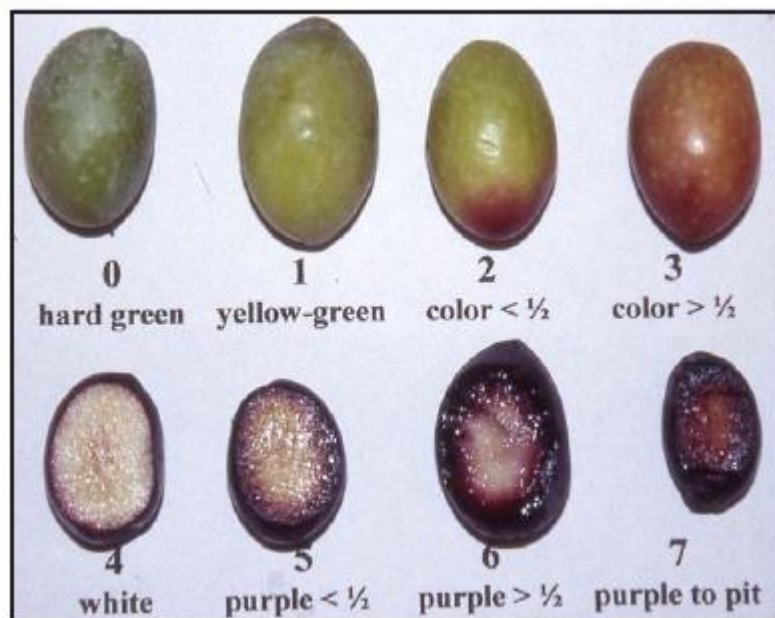 0 1 2 3
hard green yellow-green color < ½ color > ½
4 5 6 7
white purple < ½ purple > ½ purple to pit